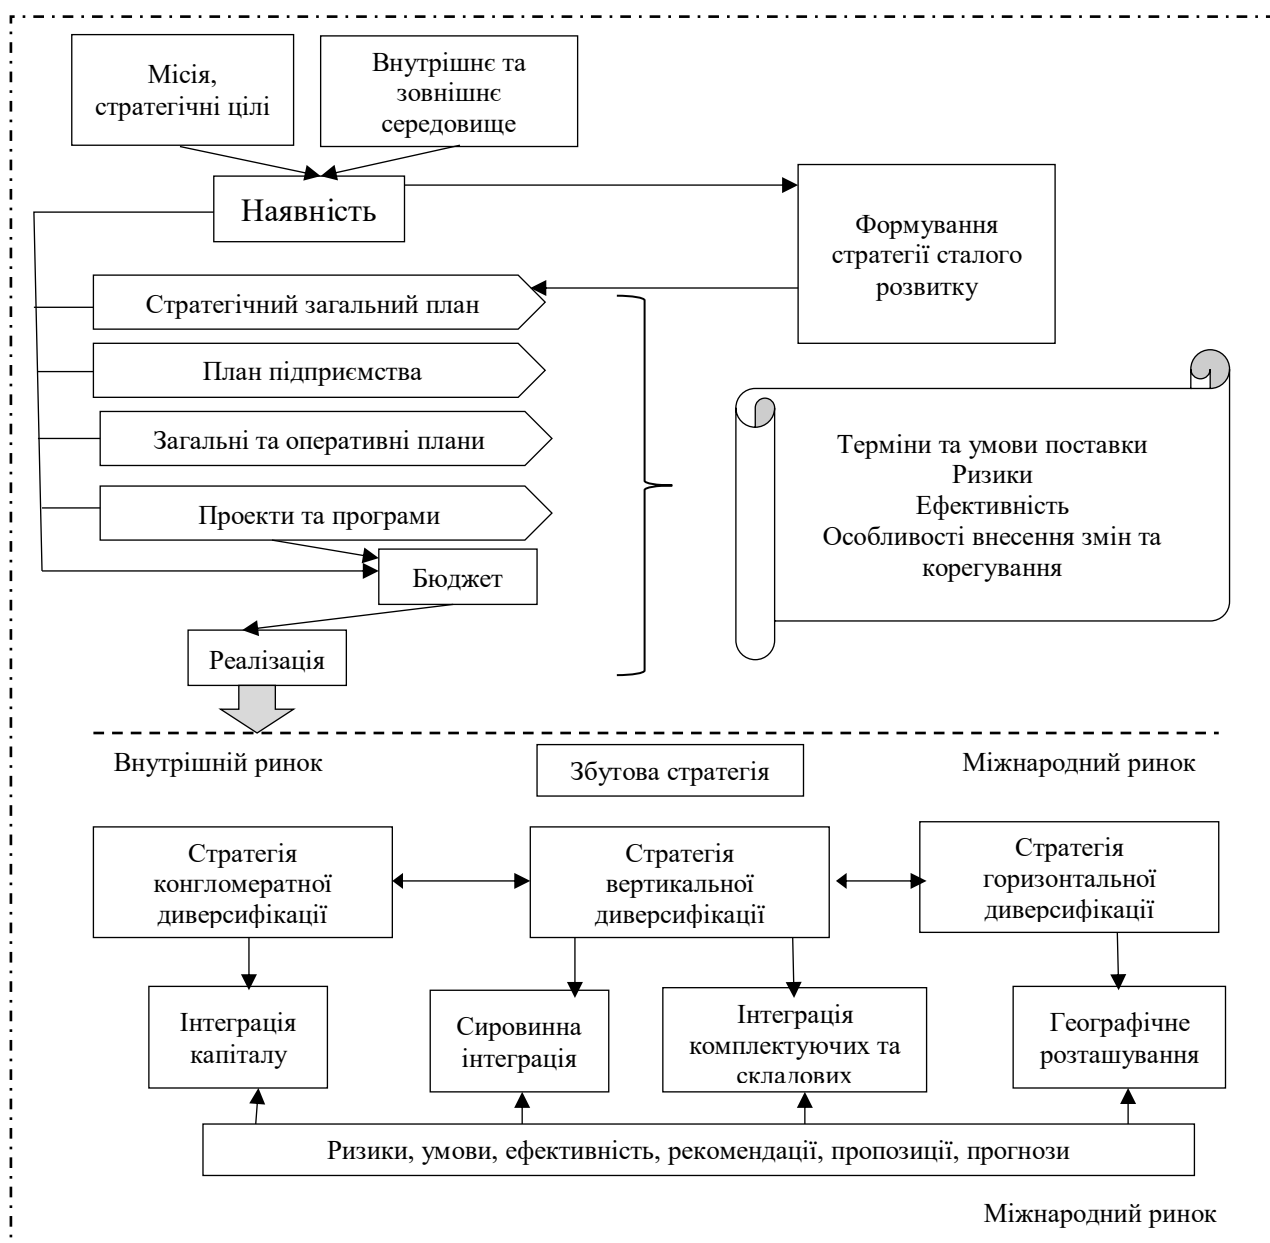 Місія,
стратегічні цілі
Внутрішнє та
зовнішнє
середовище
Наявність
Формування
стратегії сталого
розвитку
Стратегічний загальний план
План підприємства
Загальні та оперативні плани
Проекти та програми
Бюджет
Реалізація
Терміни та умови поставки
Ризики
Ефективність
Особливості внесення змін та
корегування
Внутрішній ринок
Збутова стратегія
Міжнародний ринок
Стратегія
конгломератної
диверсифікації
Стратегія
вертикальної
диверсифікації
Стратегія
горизонтальної
диверсифікації
Інтеграція
капіталу
Сировинна
інтеграція
Інтеграція
комплектуючих та
складових
Географічне
розташування
Ризики, умови, ефективність, рекомендації, пропозиції, прогнози
Міжнародний ринок